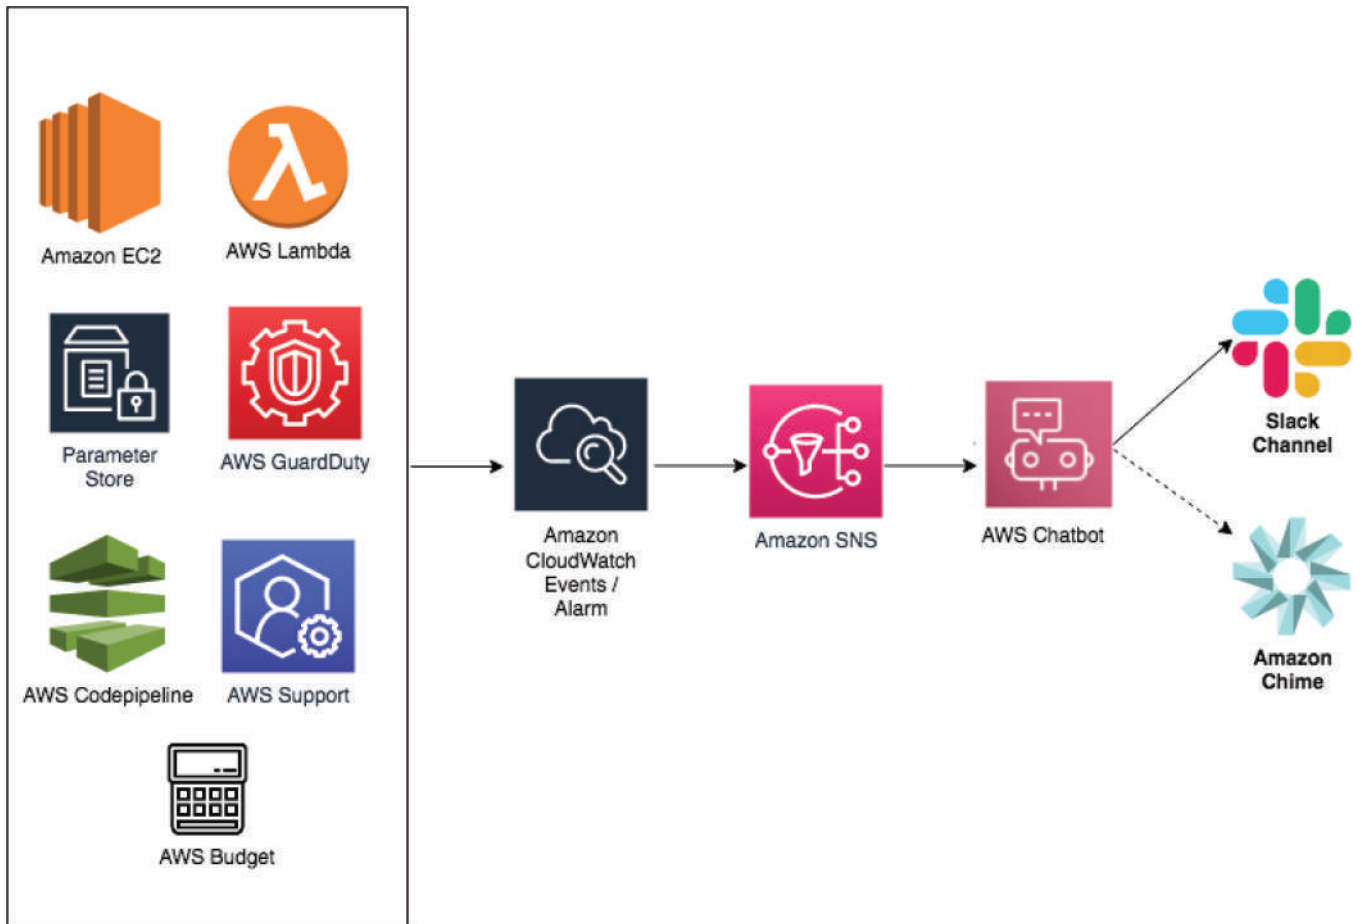 Amazon EC2
AWS Lambda
Parameter
Store
AWS GuardDuty
AWS Codepipeline
AWS Support
AWS Budget
Amazon
CloudWatch
Events /
Alarm
Amazon SNS
AWS Chatbot
Slack
Channel
Amazon
Chime